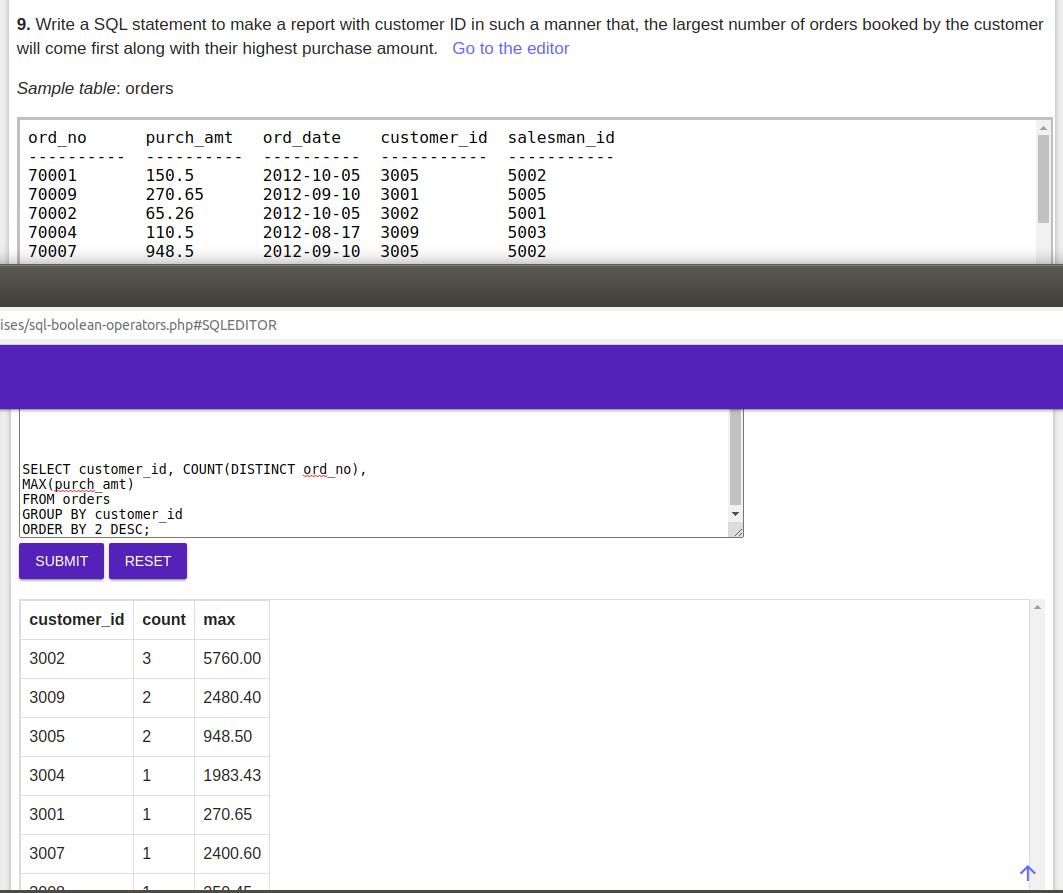 9. Write a SQL statement to make a report with customer ID in such a manner that, the largest number of orders booked by the customer
will come first along with their highest purchase amount. Go to the editor
Sample table: orders
ord_no purch_amt ord_date customer_id salesman_id
---------- ---------- ---------- ----------- -----------
70001 150.5 2012-10-05 3005 5002
70009 270.65 2012-09-10 3001 5005
70002 65.26 2012-10-05 3002 5001
70004 110.5 2012-08-17 3009 5003
70007 948.5 2012-09-10 3005 5002
ises/sql-boolean-operators.php#SQLEDITOR
SELECT customer_id, COUNT(DISTINCT ord_no),
MAX(purch_amt)
FROM orders
GROUP BY customer_id
ORDER BY 2 DESC;
SUBMIT RESET
customer_id count max
3002 3 5760.00
3009 2 2480.40
3005 2 948.50
3004 1 1983.43
3001 1 270.65
3007 1 2400.60